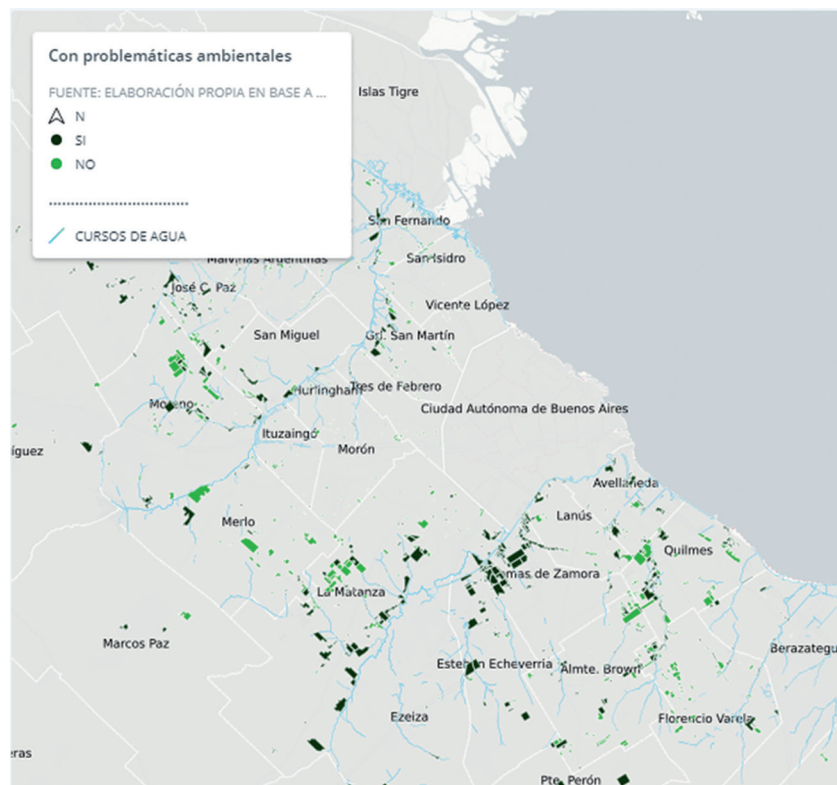 Con problemáticas ambientales
FUENTE: ELABORACIÓN PROPIA EN BASE A ...
N
SI
NO
CURSOS DE AGUA
Islas Tigre
San Fernando
Malvinas Argentinas
San Isidro
José C. Paz
Vicente López
San Miguel
Grl. San Martín
Hurlingham
Tres de Febrero
Moreno
Ciudad Autónoma de Buenos Aires
Ituzaingó
Morón
íguez
Avellaneda
Merlo
Lanús
Quilmes
omas de Zamora
La Matanza
Marcos Paz
Berazategu
Esteban Echeverria
Almte. Brown
Ezeiza
Florencio Varela
eras
Pte. Perón